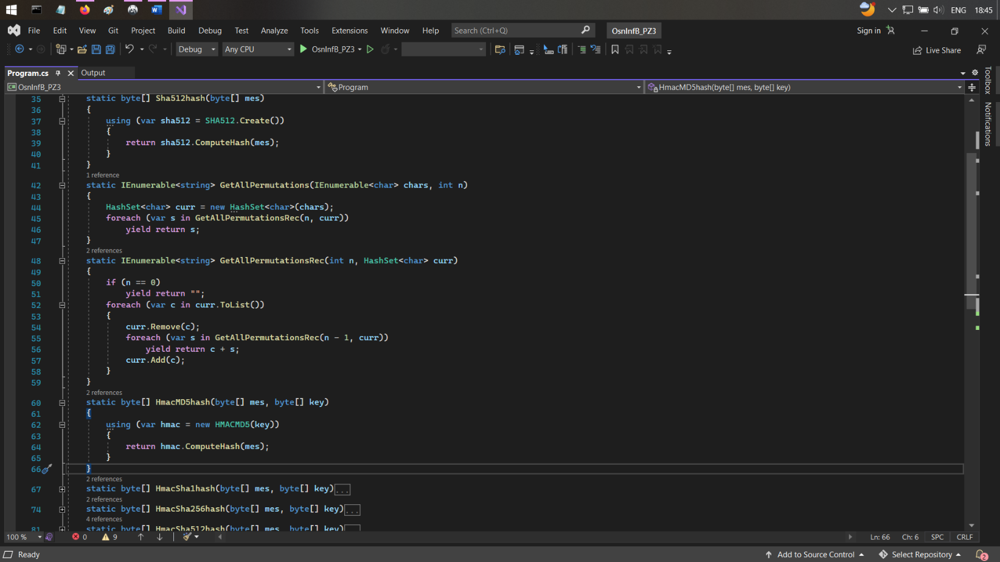 ENG 18:45
File Edit View Git Project Build Debug Test Analyze Tools Extensions Window Help Search (Ctrl+Q) OsnInfB_PZ3 Sign in
Debug Any CPU OsnInfB_PZ3 Live Share
Program.cs Output
C# OsnInfB_PZ3 Program HmacMD5hash(byte[] mes, byte[] key)
Toolbox
Notifications
35 static byte[] Sha512hash(byte[] mes)
36 {
37 using (var sha512 = SHA512.Create())
38 {
39 return sha512.ComputeHash(mes);
40 }
41 }
1 reference
42 static IEnumerable<string> GetAllPermutations(IEnumerable<char> chars, int n)
43 {
44 HashSet<char> curr = new HashSet<char>(chars);
45 foreach (var s in GetAllPermutationsRec(n, curr))
46 yield return s;
47 }
2 references
48 static IEnumerable<string> GetAllPermutationsRec(int n, HashSet<char> curr)
49 {
50 if (n == 0)
51 yield return "";
52 foreach (var c in curr.ToList())
53 {
54 curr.Remove(c);
55 foreach (var s in GetAllPermutationsRec(n - 1, curr))
56 yield return c + s;
57 curr.Add(c);
58 }
59 }
2 references
60 static byte[] HmacMD5hash(byte[] mes, byte[] key)
61 {
62 using (var hmac = new HMACMD5(key))
63 {
64 return hmac.ComputeHash(mes);
65 }
66 }
2 references
67 static byte[] HmacSha1hash(byte[] mes, byte[] key)...
2 references
74 static byte[] HmacSha256hash(byte[] mes, byte[] key)...
4 references
81 static byte[] HmacSha512hash(byte[] mes, byte[] key)...
100 % 0 9 Ln: 66 Ch: 6 SPC CRLF
Ready Add to Source Control Select Repository 2